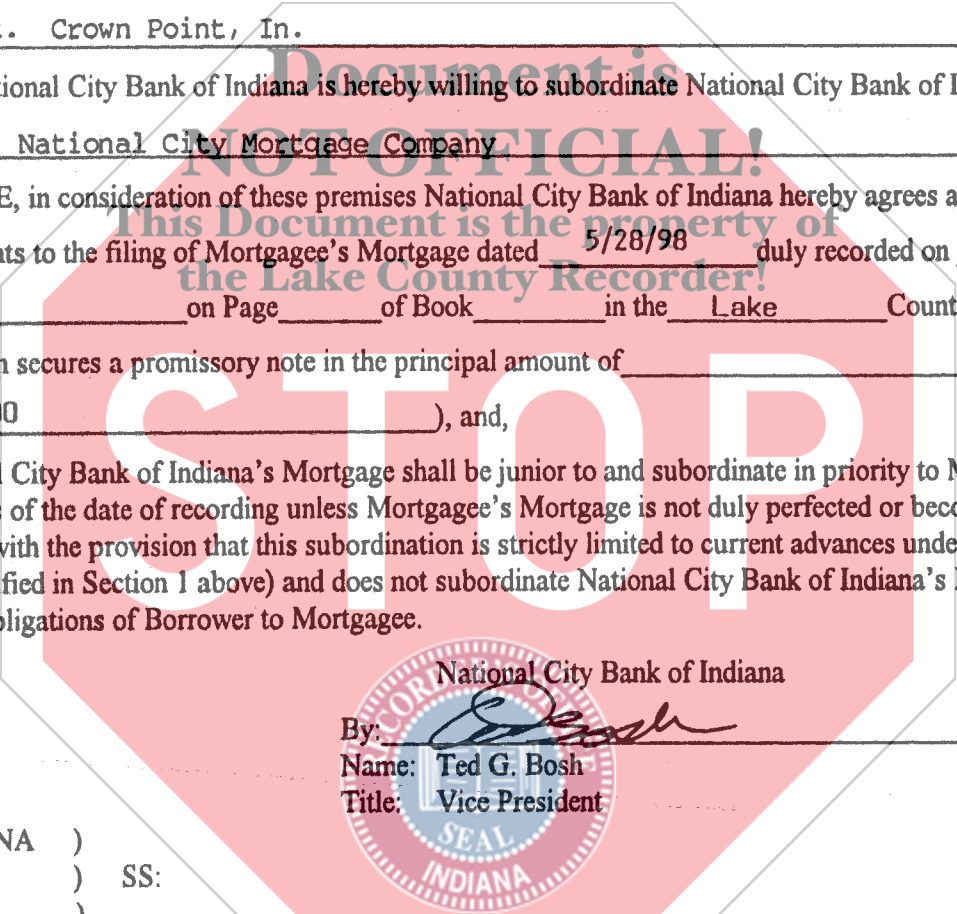 t. Crown Point, In.
Document is
tional City Bank of Indiana is hereby willing to subordinate National City Bank of I
NOT OFFICIAL!
National City Mortgage Company
E, in consideration of these premises National City Bank of Indiana hereby agrees a
This Document is the property of
nts to the filing of Mortgagee's Mortgage dated 5/28/98 duly recorded on
the Lake County Recorder!
on Page of Book in the Lake Count
n secures a promissory note in the principal amount of
00 ), and,
STOP
l City Bank of Indiana's Mortgage shall be junior to and subordinate in priority to M
s of the date of recording unless Mortgagee's Mortgage is not duly perfected or beco
with the provision that this subordination is strictly limited to current advances unde
fied in Section 1 above) and does not subordinate National City Bank of Indiana's
bligations of Borrower to Mortgagee.
National City Bank of Indiana
By:
Name: Ted G. Bosh
Title: Vice President
SEAL
INDIANA
NA )
) SS:
)